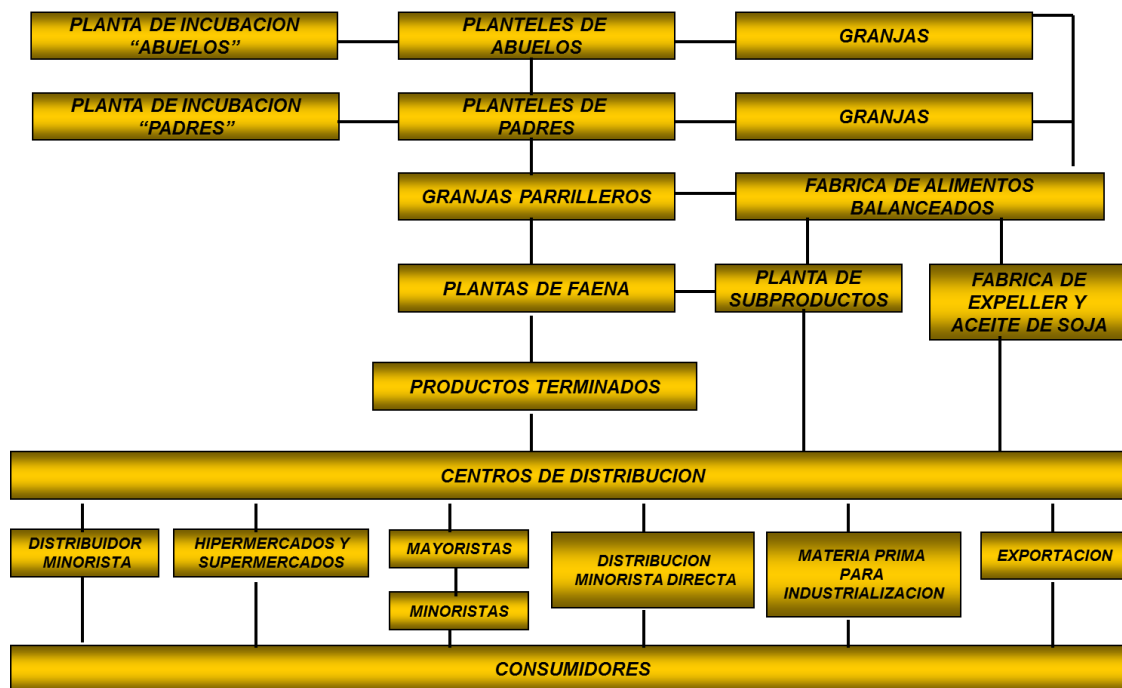 PLANTA DE INCUBACION
“ABUELOS”
PLANTELES DE
ABUELOS
GRANJAS
PLANTA DE INCUBACION
“PADRES”
PLANTELES DE
PADRES
GRANJAS
GRANJAS PARRILLEROS
FABRICA DE ALIMENTOS
BALANCEADOS
PLANTAS DE FAENA
PLANTA DE
SUBPRODUCTOS
FABRICA DE
EXPELLER Y
ACEITE DE SOJA
PRODUCTOS TERMINADOS
CENTROS DE DISTRIBUCION
DISTRIBUIDOR
MINORISTA
HIPERMERCADOS Y
SUPERMERCADOS
MAYORISTAS
MINORISTAS
DISTRIBUCION
MINORISTA DIRECTA
MATERIA PRIMA
PARA
INDUSTRIALIZACION
EXPORTACION
CONSUMIDORES